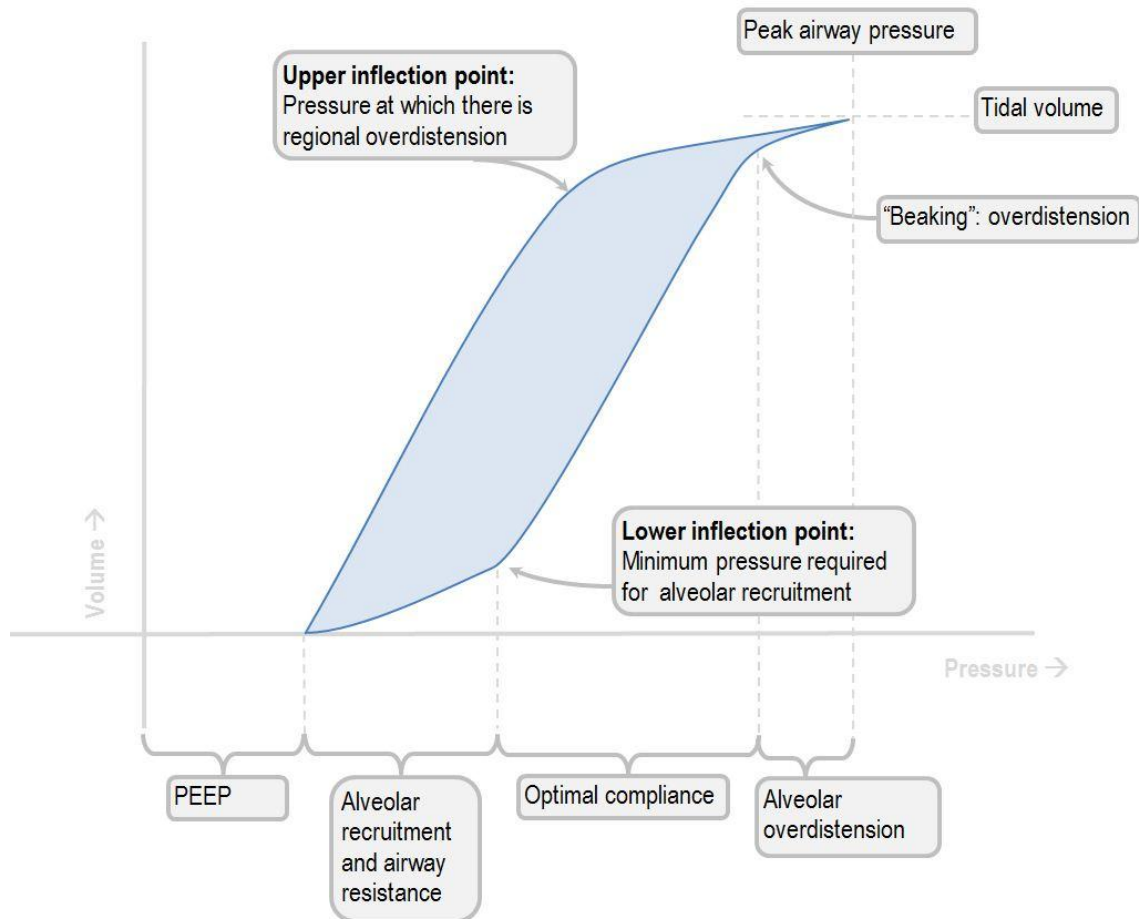 Peak airway pressure
Upper inflection point:
Pressure at which there is
regional overdistension
Tidal volume
“Beaking”: overdistension
Lower inflection point:
Minimum pressure required
for alveolar recruitment
Volume →
Pressure →
PEEP
Alveolar
recruitment
and airway
resistance
Optimal compliance
Alveolar
overdistension